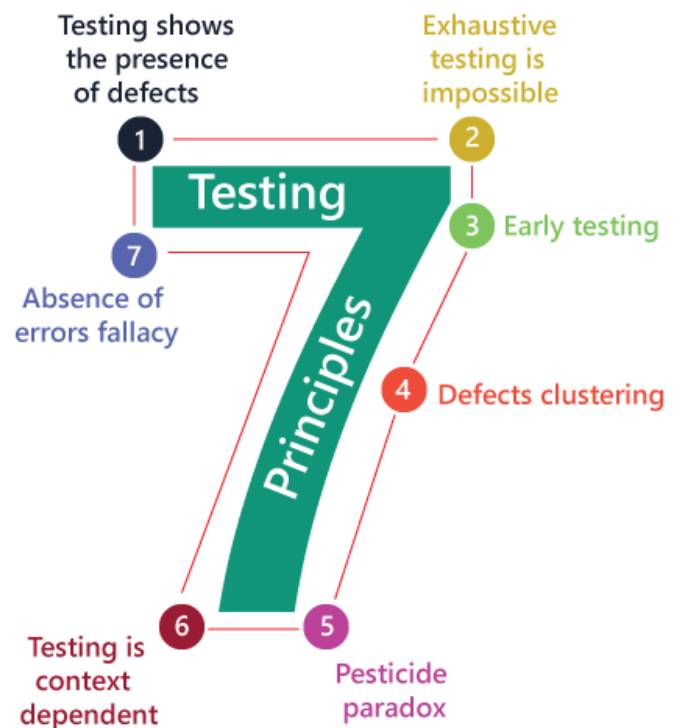 Testing shows
the presence
of defects
1
Exhaustive
testing is
impossible
2
Testing
3
Early testing
7
Absence of
errors fallacy
Principles
4
Defects clustering
6
Testing is
context
dependent
5
Pesticide
paradox